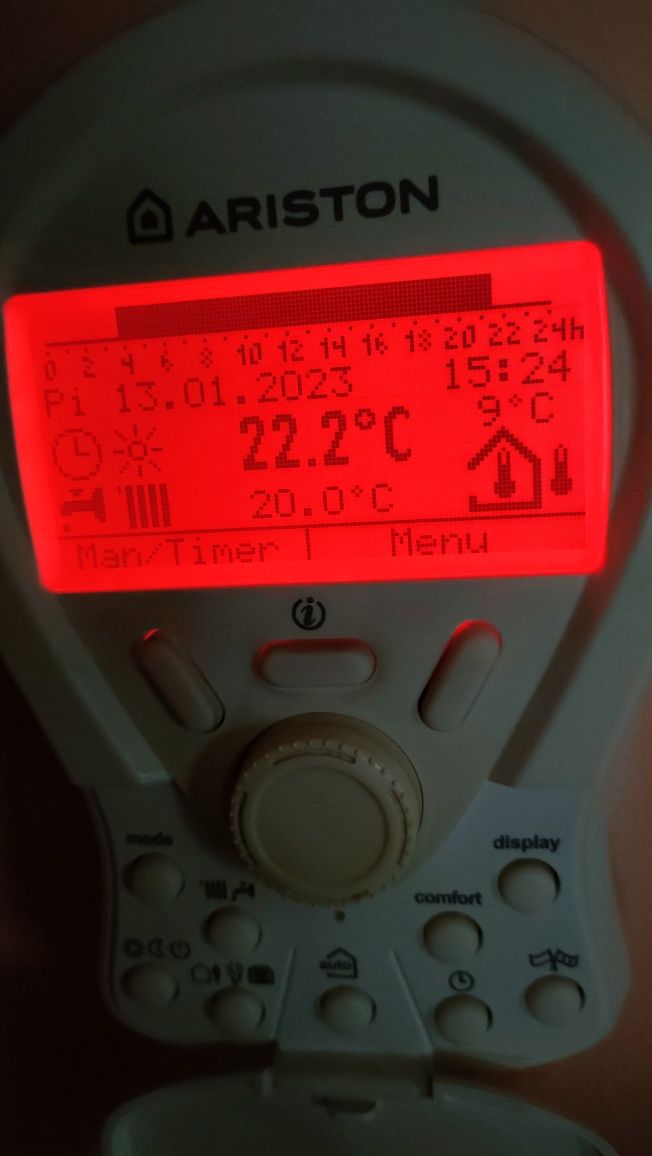 ARISTON
0 2 4 6 8 10 12 14 16 18 20 22 24h
Pi 13.01.2023 15:24
22.2°C 9°C
20.0°C
Man/Timer Menu
i
mode
display
comfort
auto